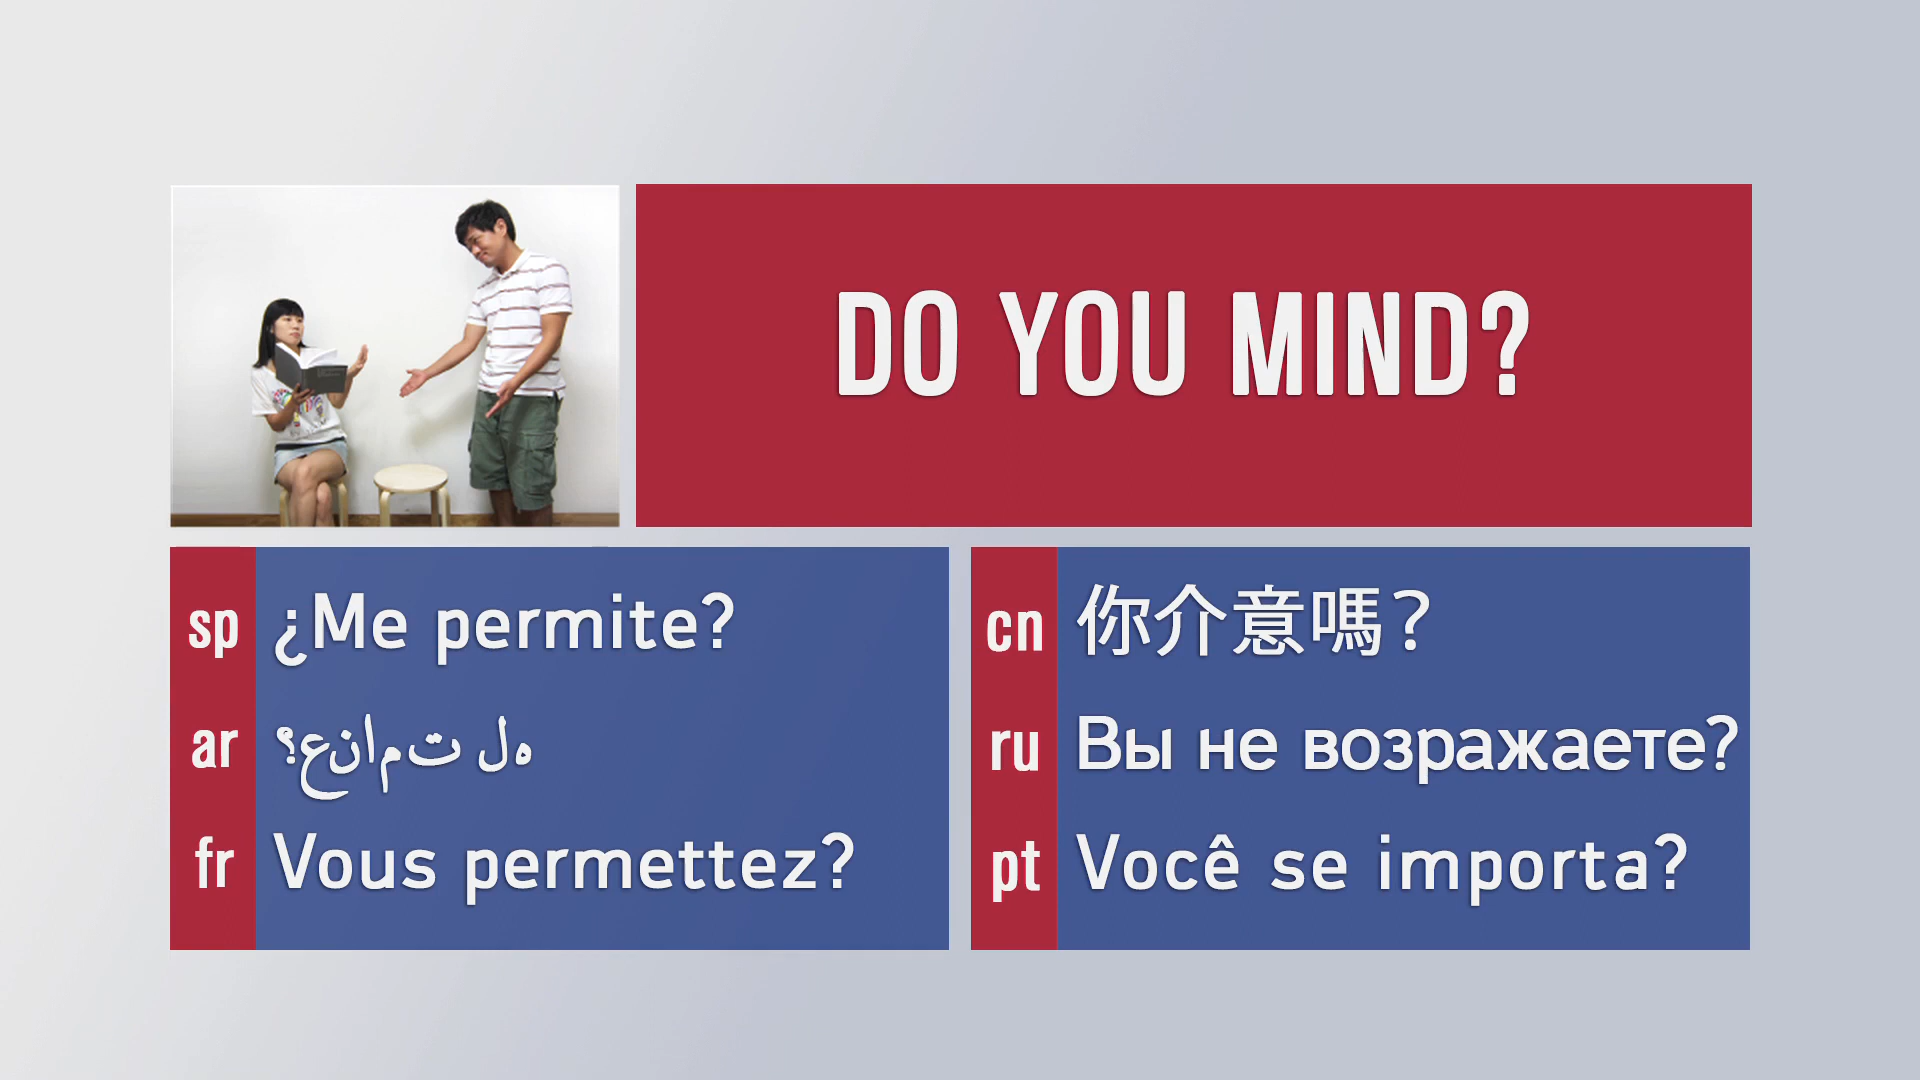 DO YOU MIND?
sp ¿Me permite?
ar هل تمانع؟
fr Vous permettez?
cn 你介意嗎？
ru Вы не возражаете?
pt Você se importa?